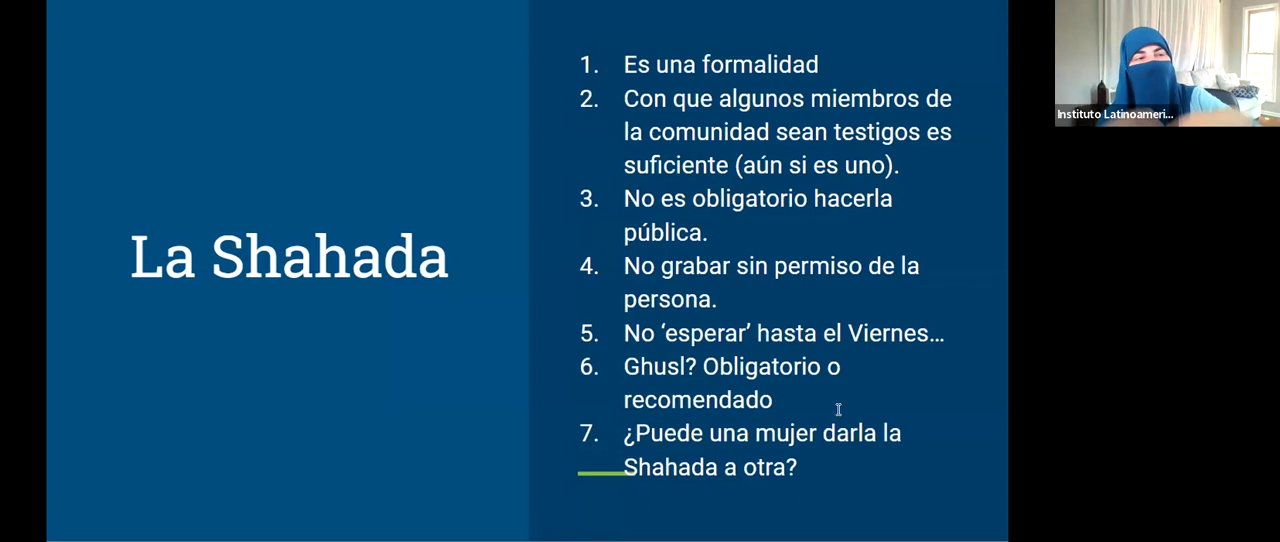 La Shahada
1. Es una formalidad
2. Con que algunos miembros de
la comunidad sean testigos es
suficiente (aún si es uno).
3. No es obligatorio hacerla
pública.
4. No grabar sin permiso de la
persona.
5. No ‘esperar’ hasta el Viernes...
6. Ghusl? Obligatorio o
recomendado
7. ¿Puede una mujer darla la
Shahada a otra?
Instituto Latinoameri...